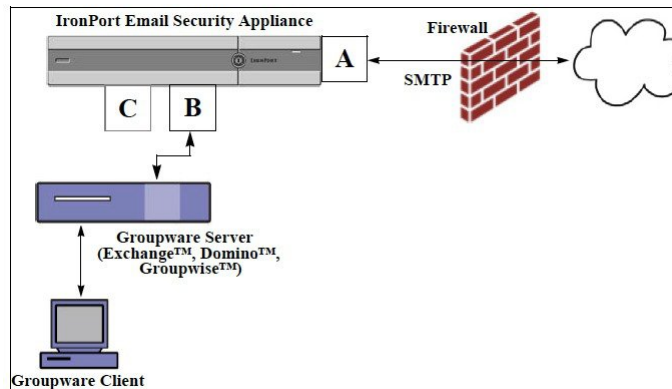 IronPort Email Security Appliance
Firewall
A
SMTP
C
B
Groupware Server
(Exchange™, Domino™,
Groupwise™)
Groupware Client